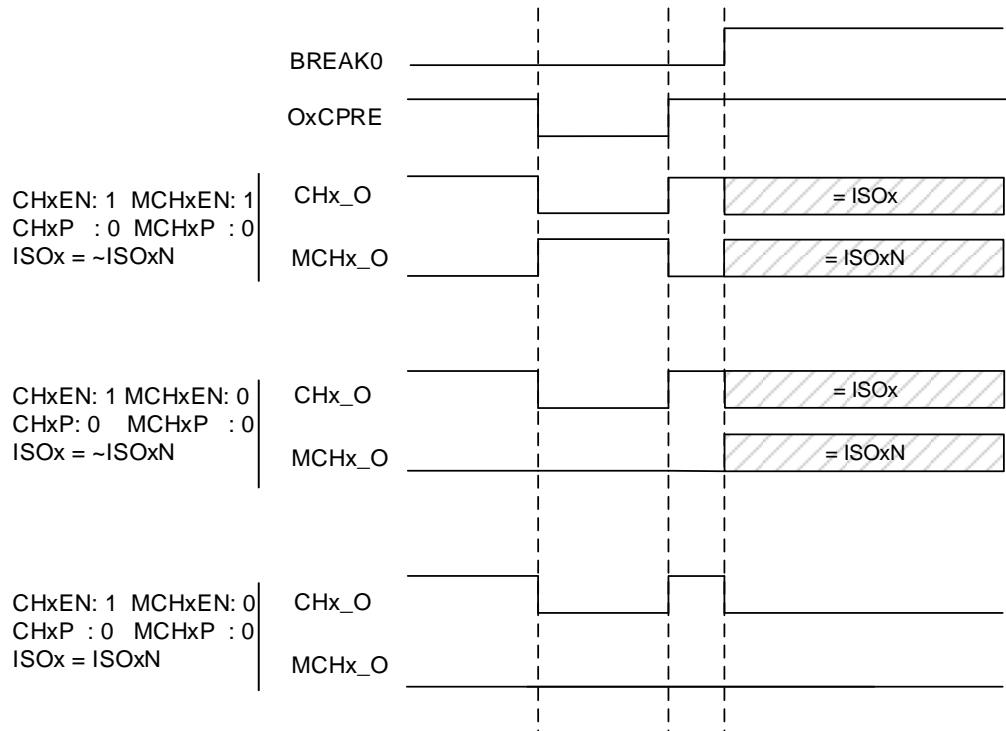 BREAK0
OxCPRE
CHxEN: 1 MCHxEN: 1
CHxP : 0 MCHxP : 0
ISOx = ~ISOxN
CHx_O
= ISOx
MCHx_O
= ISOxN
CHxEN: 1 MCHxEN: 0
CHxP: 0 MCHxP : 0
ISOx = ~ISOxN
CHx_O
= ISOx
MCHx_O
= ISOxN
CHxEN: 1 MCHxEN: 0
CHxP : 0 MCHxP : 0
ISOx = ISOxN
CHx_O
MCHx_O